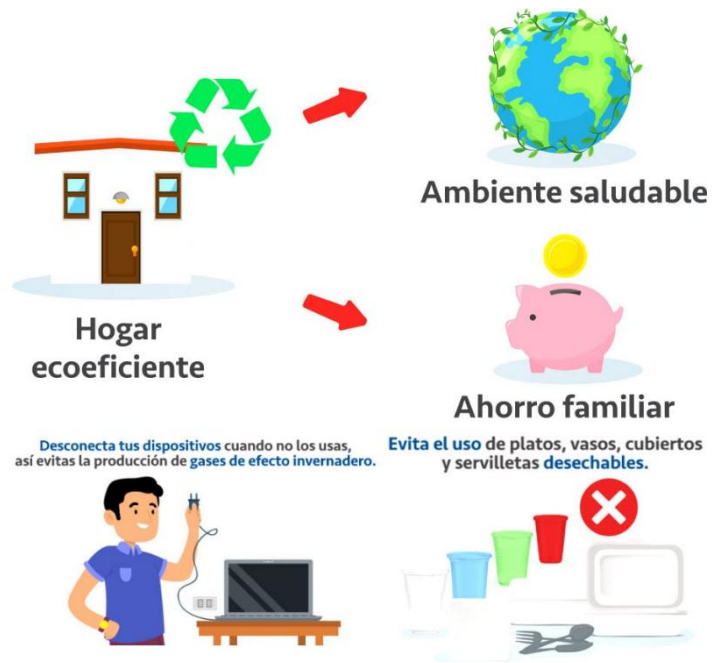 Ambiente saludable
Hogar
ecoeficiente
Ahorro familiar
Desconecta tus dispositivos cuando no los usas,
así evitas la producción de gases de efecto invernadero.
Evita el uso de platos, vasos, cubiertos
y servilletas desechables.